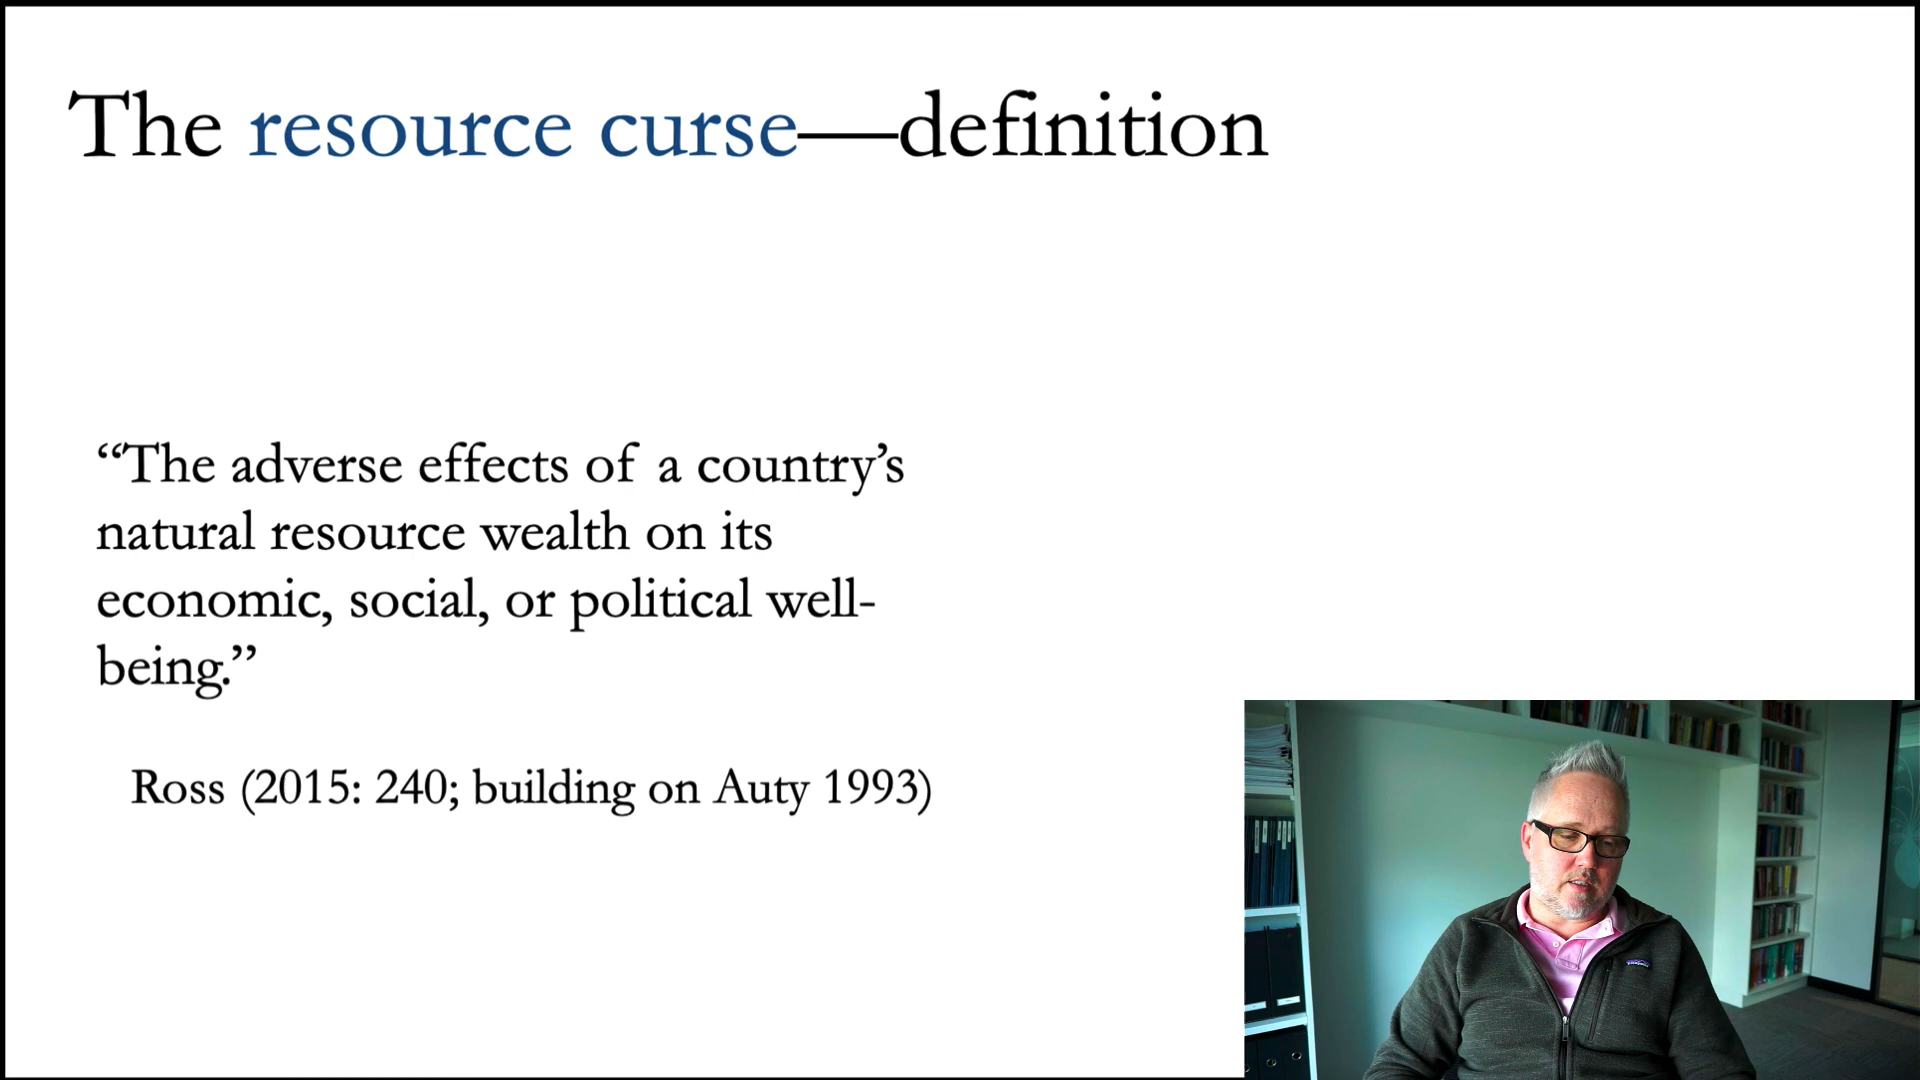 The resource curse—definition
“The adverse effects of a country’s
natural resource wealth on its
economic, social, or political well-
being.”
Ross (2015: 240; building on Auty 1993)